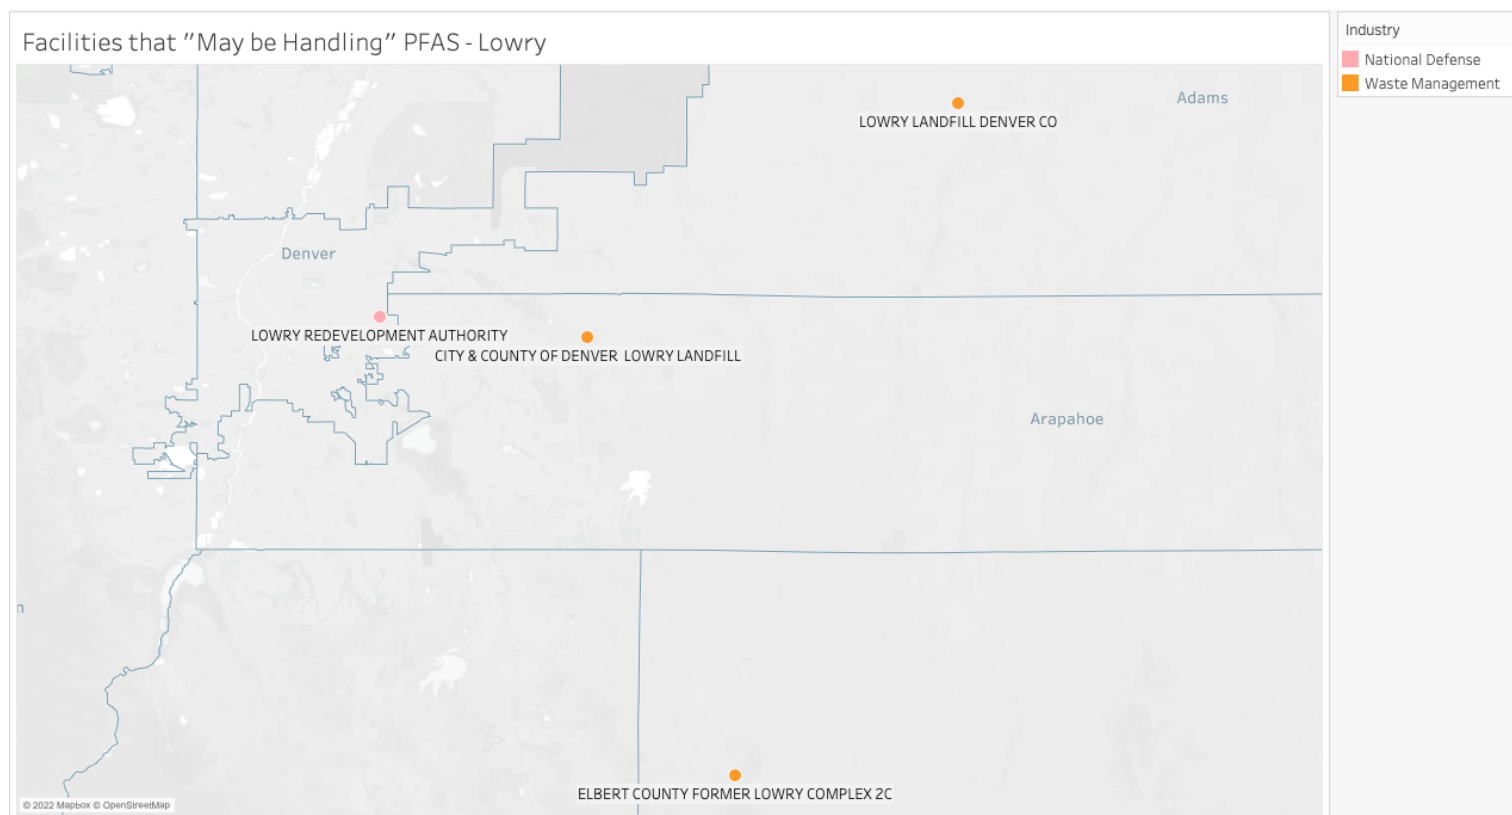 Facilities that "May be Handling" PFAS - Lowry
Industry
National Defense
Waste Management
Adams
LOWRY LANDFILL DENVER CO
Denver
LOWRY REDEVELOPMENT AUTHORITY
CITY & COUNTY OF DENVER LOWRY LANDFILL
Arapahoe
n
ELBERT COUNTY FORMER LOWRY COMPLEX 2C
© 2022 Mapbox © OpenStreetMap